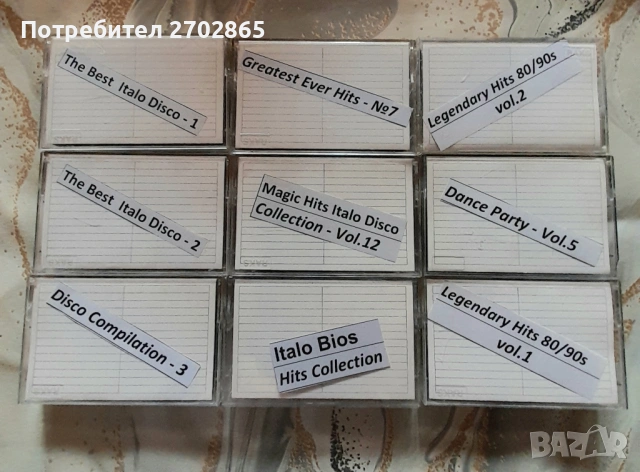 Потребител 2702865
The Best Italo Disco - 1
Greatest Ever Hits - №7
Legendary Hits 80/90s
vol.2
The Best Italo Disco - 2
Magic Hits Italo Disco
Collection - Vol.12
Dance Party - Vol.5
Disco Compilation - 3
Italo Bios
Hits Collection
Legendary Hits 80/90s
vol.1
BAZAR